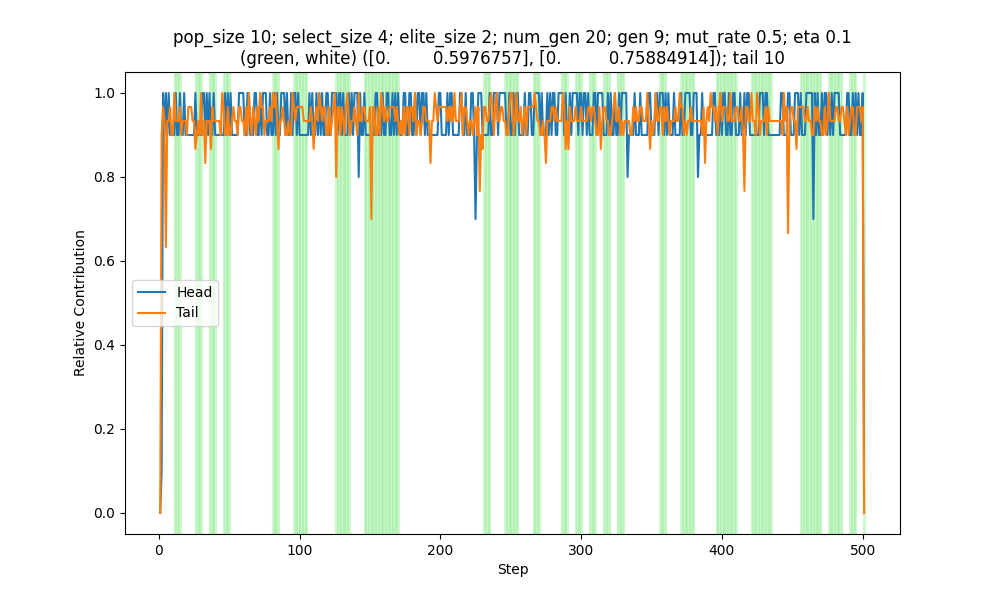 pop_size 10; select_size 4; elite_size 2; num_gen 20; gen 9; mut_rate 0.5; eta 0.1
(green, white) ([0.         0.5976757], [0.          0.75884914]); tail 10
1.0
0.8
0.6
0.4
0.2
0.0
Relative Contribution
Head
Tail
0
100
200
300
400
500
Step